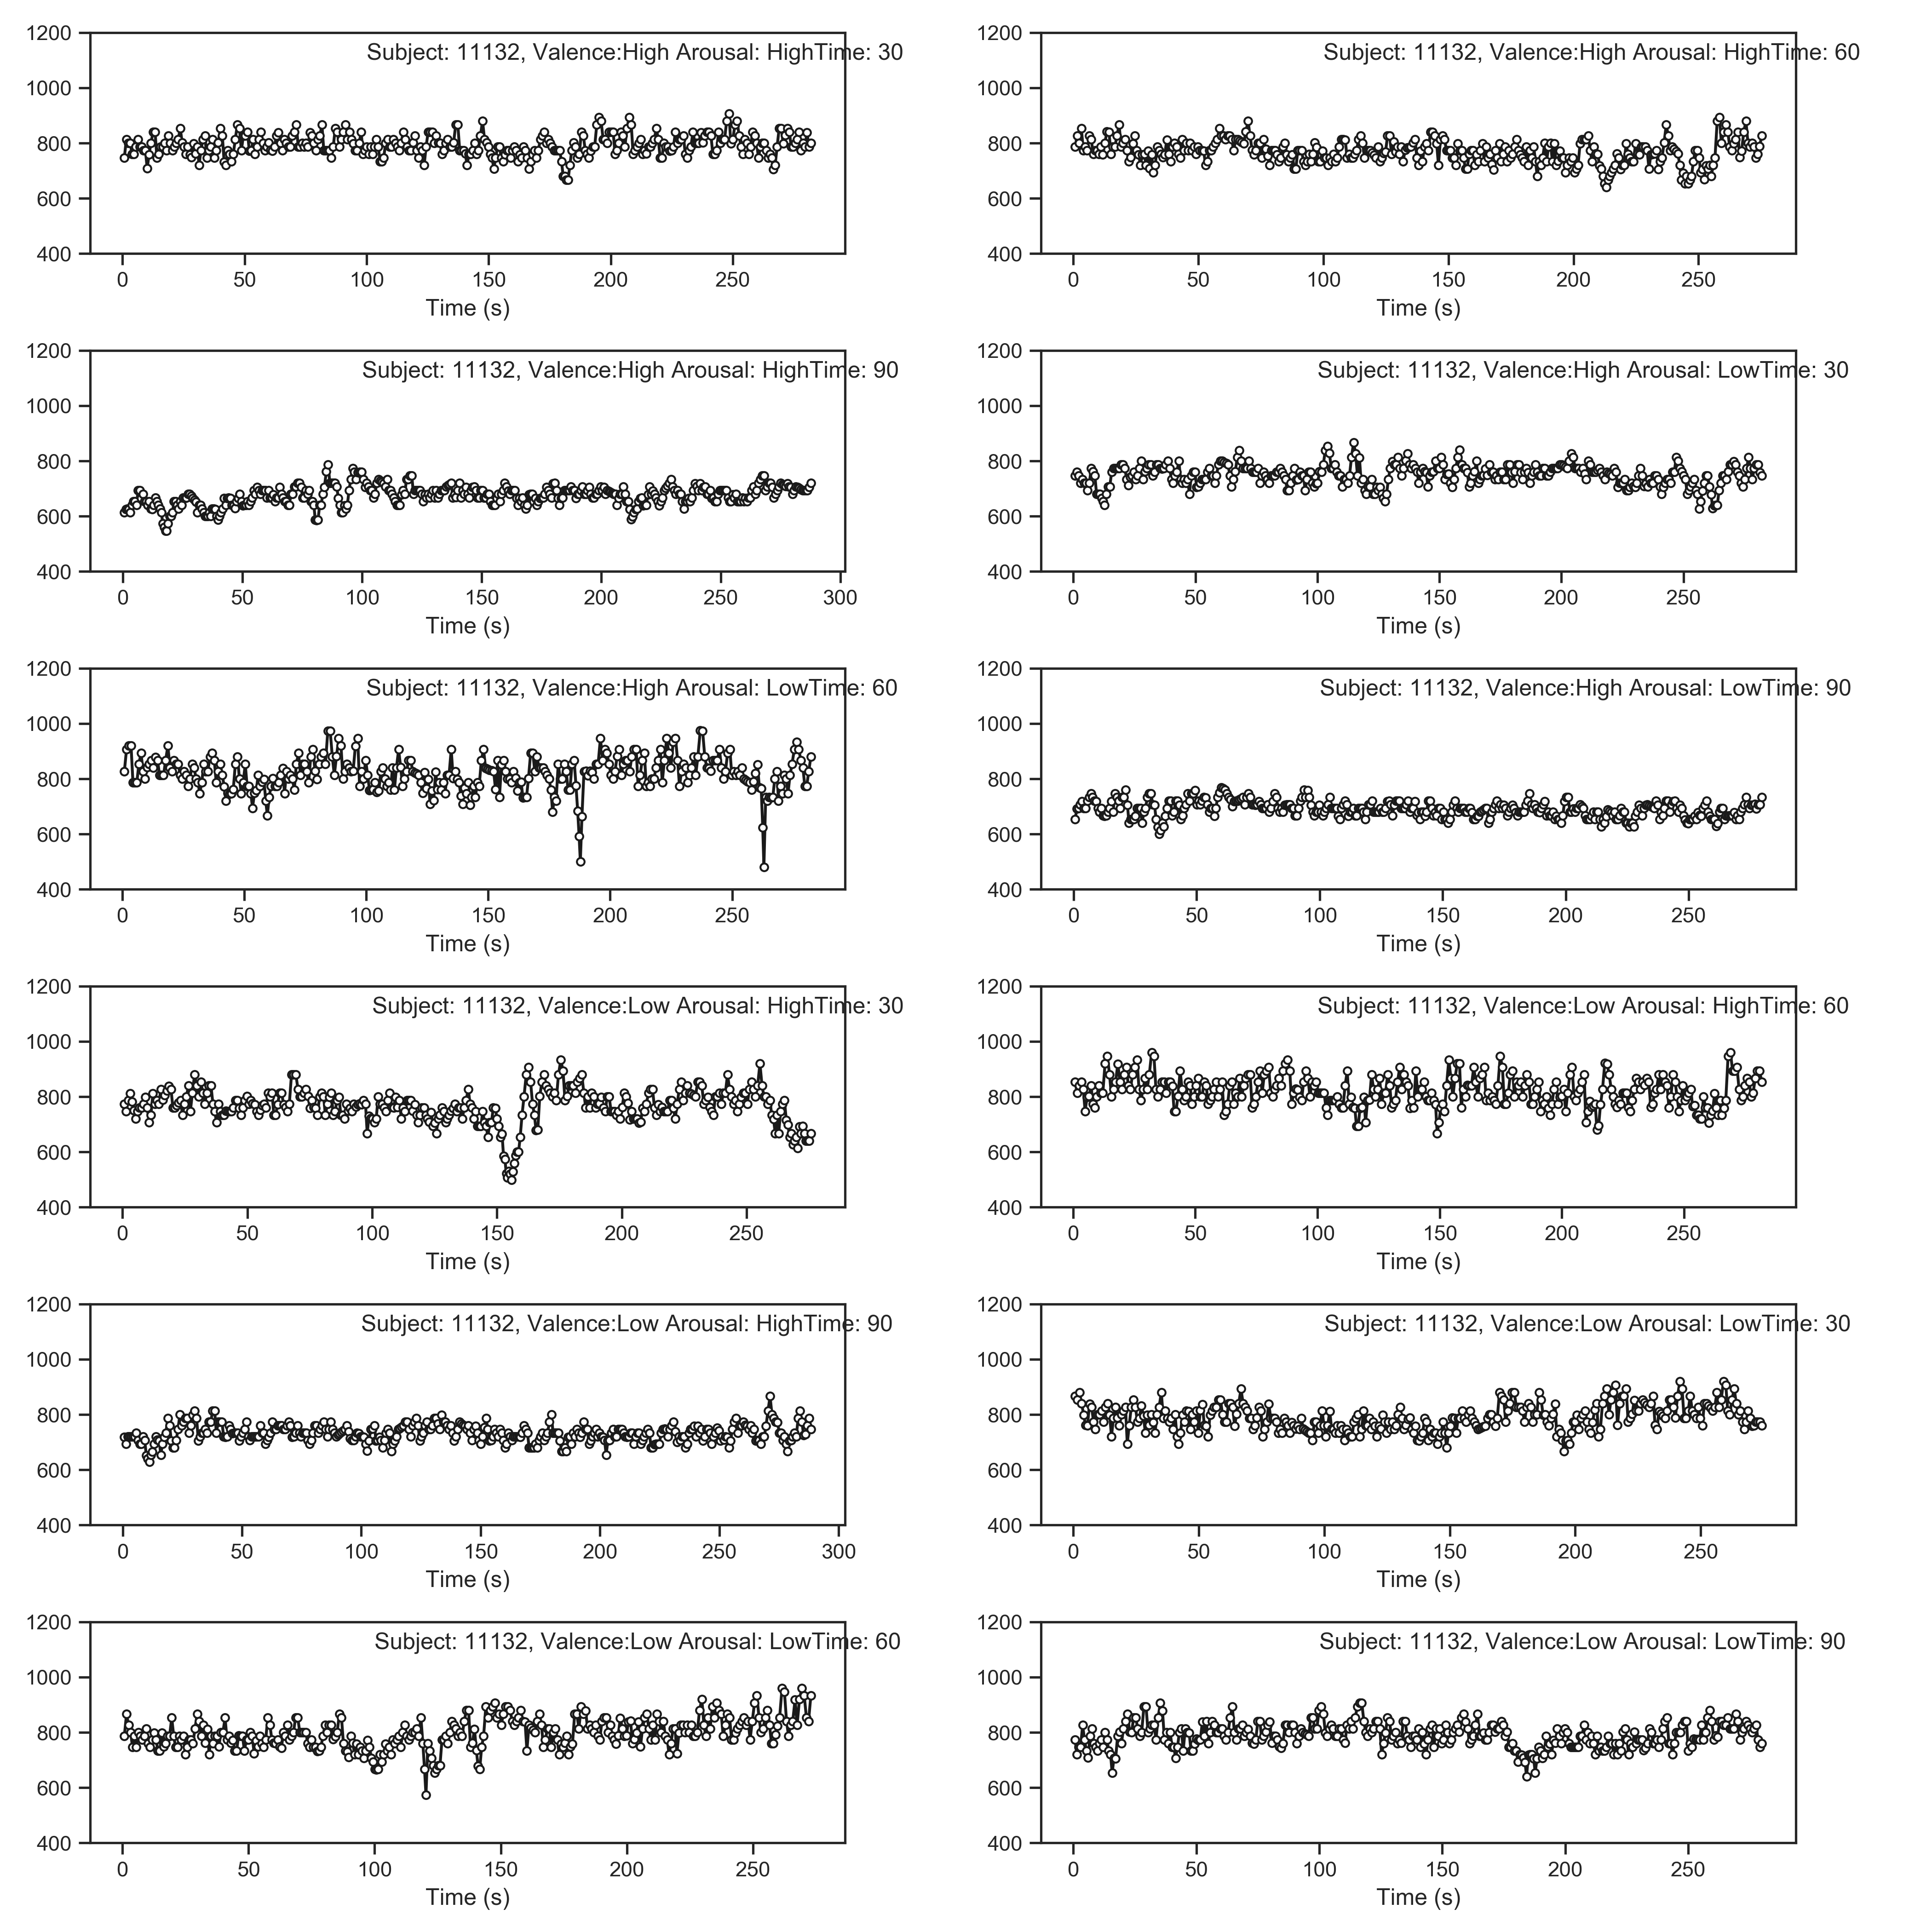 1200
Subject: 11132, Valence:High Arousal: HighTime: 30
1000
800
600
400
0 50 100 150 200 250
Time (s)
1200
Subject: 11132, Valence:High Arousal: HighTime: 60
1000
800
600
400
0 50 100 150 200 250
Time (s)
1200
Subject: 11132, Valence:High Arousal: HighTime: 90
1000
800
600
400
0 50 100 150 200 250 300
Time (s)
1200
Subject: 11132, Valence:High Arousal: LowTime: 30
1000
800
600
400
0 50 100 150 200 250
Time (s)
1200
Subject: 11132, Valence:High Arousal: LowTime: 60
1000
800
600
400
0 50 100 150 200 250
Time (s)
1200
Subject: 11132, Valence:High Arousal: LowTime: 90
1000
800
600
400
0 50 100 150 200 250
Time (s)
1200
Subject: 11132, Valence:Low Arousal: HighTime: 30
1000
800
600
400
0 50 100 150 200 250
Time (s)
1200
Subject: 11132, Valence:Low Arousal: HighTime: 60
1000
800
600
400
0 50 100 150 200 250
Time (s)
1200
Subject: 11132, Valence:Low Arousal: HighTime: 90
1000
800
600
400
0 50 100 150 200 250 300
Time (s)
1200
Subject: 11132, Valence:Low Arousal: LowTime: 30
1000
800
600
400
0 50 100 150 200 250
Time (s)
1200
Subject: 11132, Valence:Low Arousal: LowTime: 60
1000
800
600
400
0 50 100 150 200 250
Time (s)
1200
Subject: 11132, Valence:Low Arousal: LowTime: 90
1000
800
600
400
0 50 100 150 200 250
Time (s)